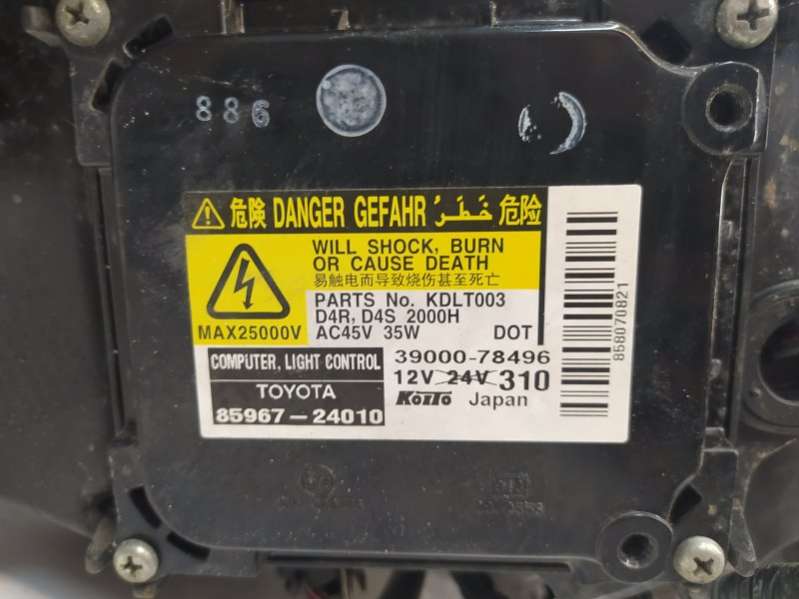 886
危険 DANGER GEFAHR خَطَرْ 危险
WILL SHOCK, BURN
OR CAUSE DEATH
易触电而导致烧伤甚至死亡
MAX25000V
PARTS No. KDLT003
D4R, D4S 2000H
AC45V 35W DOT
COMPUTER, LIGHT CONTROL
TOYOTA
85967-24010
39000-78496
12V 24V 310
KOITO Japan
858070821